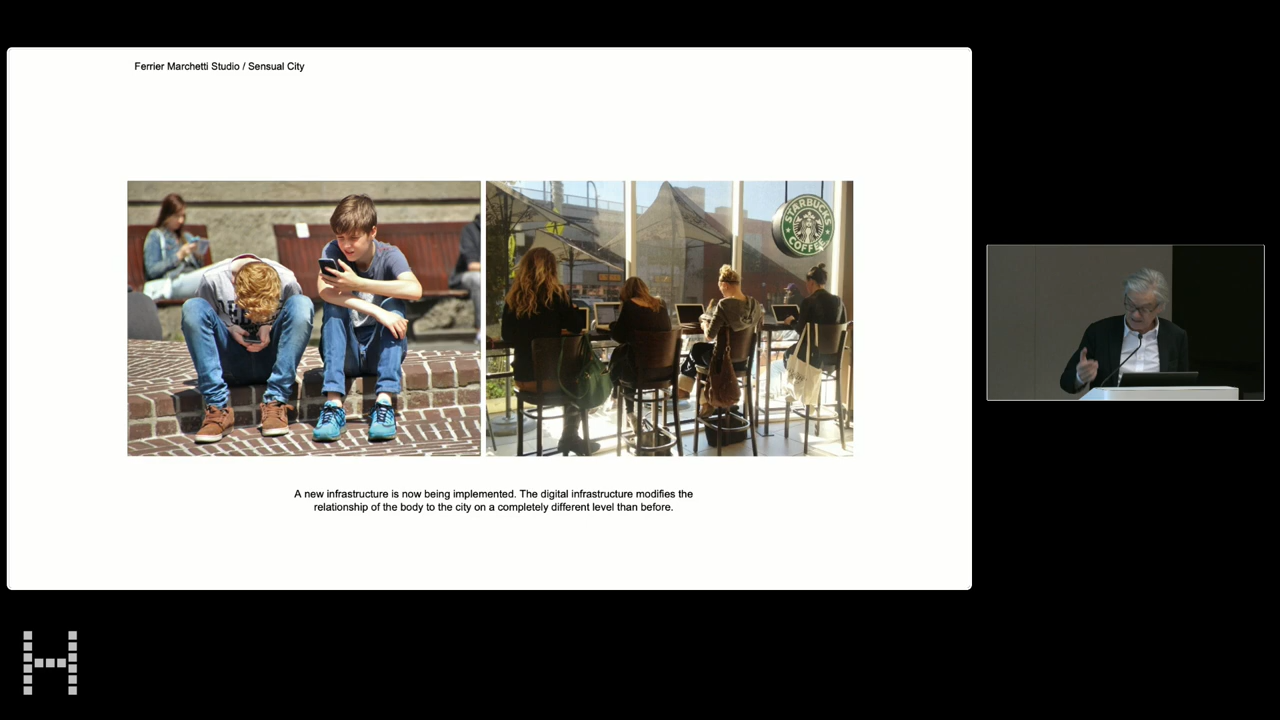 Ferrier Marchetti Studio / Sensual City
STARBUCKS
COFFEE
A new infrastructure is now being implemented. The digital infrastructure modifies the
relationship of the body to the city on a completely different level than before.
H